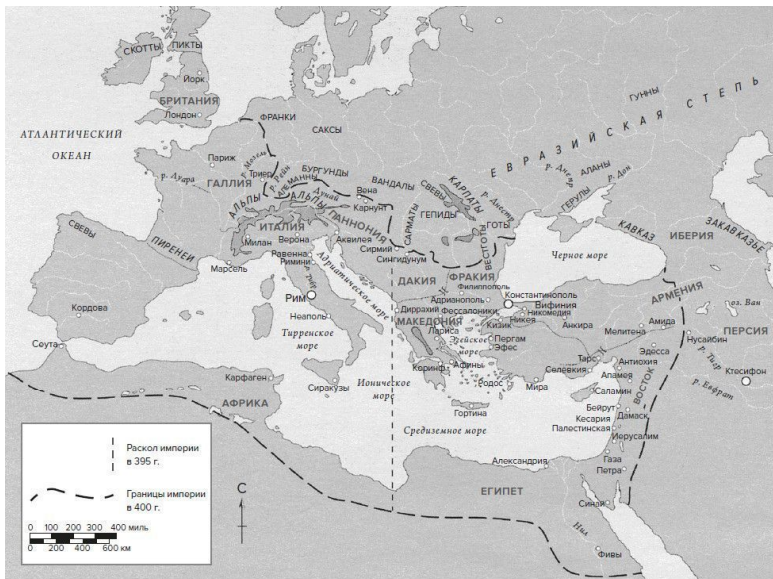 СКОТТЫ
ПИКТЫ
Йорк
БРИТАНИЯ
Лондон
АТЛАНТИЧЕСКИЙ
ОКЕАН
ФРАНКИ
САКСЫ
ГУННЫ
ЕВРАЗИЙСКАЯ СТЕПЬ
Париж
р. Мозель
Трир
р. Рейн
АЛЕМАННЫ
БУРГУНДЫ
ВАНДАЛЫ
СВЕВЫ
КАРПАТЫ
р. Днестр
р. Днепр
АЛАНЫ
р. Дон
ГЕРУЛЫ
р. Луара
ГАЛЛИЯ
АЛЬПЫ
АЛЬПЫ
Дунай
Вена
Карнунт
ПАННОНИЯ
САРМАТЫ
ГЕПИДЫ
ВЕСТГОТЫ
ГОТЫ
КАВКАЗ
ЗАКАВКАЗЬЕ
ИБЕРИЯ
СВЕВЫ
ПИРЕНЕИ
ИТАЛИЯ
Милан
Верона
Аквилея
Равенна
Римини
Сирмий
Сингидунум
Марсель
Адриатическое море
Черное море
ДАКИЯ
ФРАКИЯ
Филиппополь
Рим
Неаполь
Диррахий
Адрианополь
Константинополь
Вифиния
Никомедия
Фессалоники
МАКЕДОНИЯ
Кизик
Никея
Анкира
АРМЕНИЯ
оз. Ван
Кордова
Тирренское
море
Лариса
Эгейское
море
Пергам
Эфес
Мелитена
Амида
ПЕРСИЯ
Нусайбин
р. Тигр
Сеута
Карфаген
Сиракузы
Ионическое
море
Коринф
Афины
Родос
Мира
Селевкия
Тарс
Антиохия
Эдесса
Апамея
Ктесифон
р. Евфрат
АФРИКА
Гортина
Саламин
ВОСТОК
Бейрут
Кесария
Палестинская
Дамаск
Средиземное море
Иерусалим
Газа
Петра
Александрия
ЕГИПЕТ
Синай
Нил
Фивы
Раскол империи
в 395 г.
Границы империи
в 400 г.
0 100 200 300 400 миль
0 200 400 600 км
С